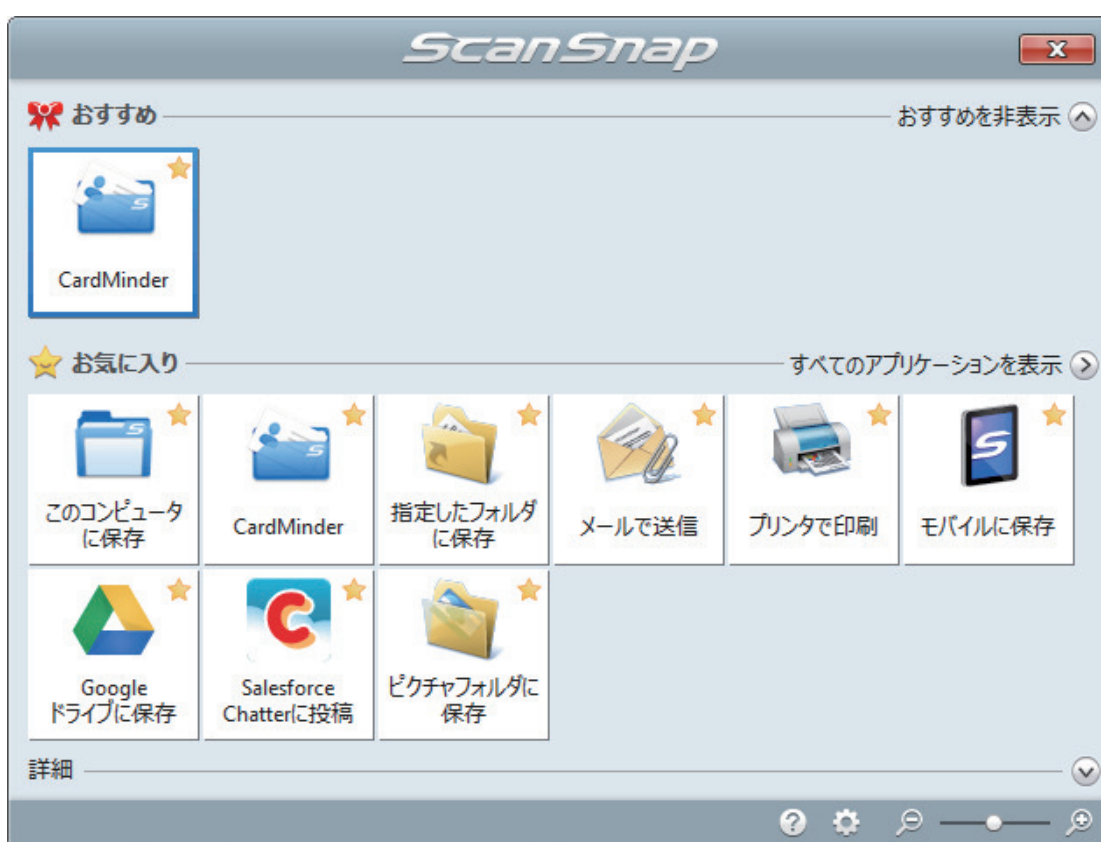 ScanSnap
おすすめ
おすすめを非表示
CardMinder
お気に入り
すべてのアプリケーションを表示
このコンピュータ
に保存
CardMinder
指定したフォルダ
に保存
メールで送信
プリンタで印刷
モバイルに保存
Google
ドライブに保存
Salesforce
Chatterに投稿
ピクチャフォルダに
保存
詳細